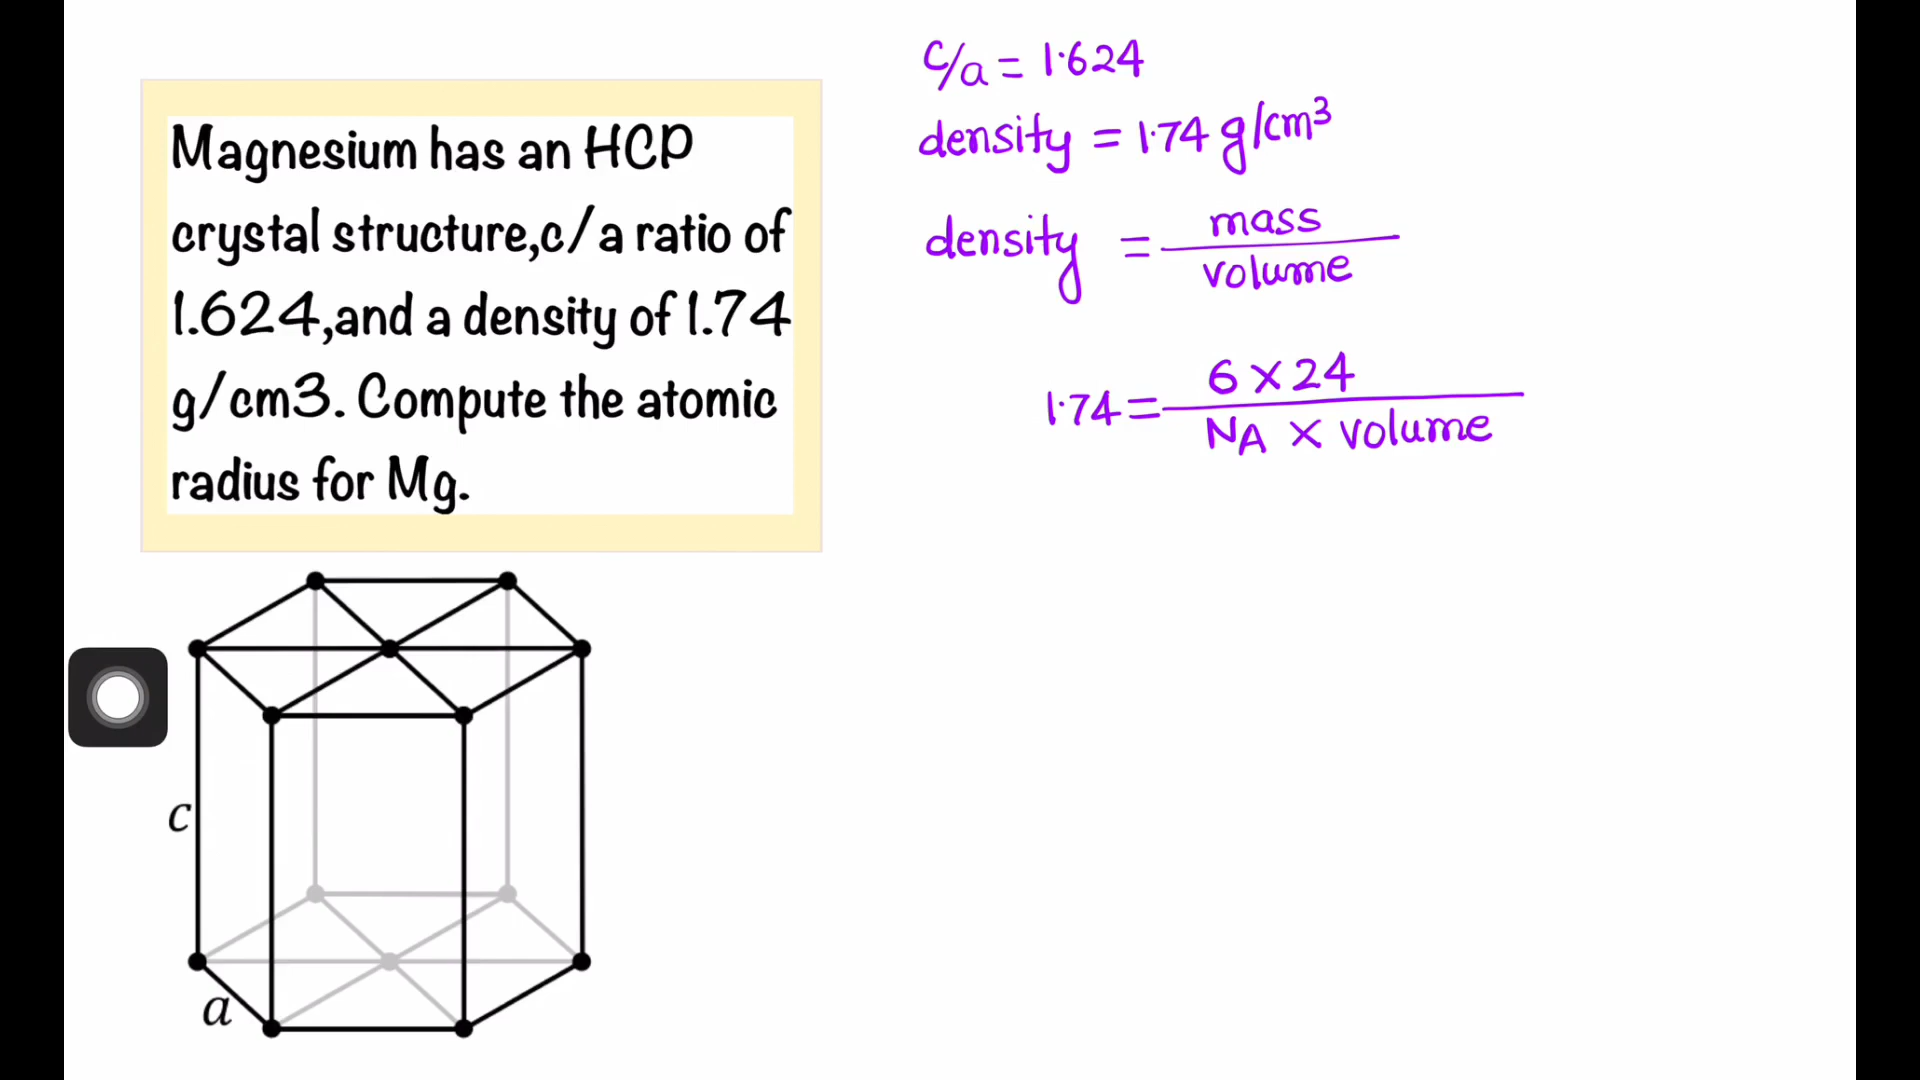 Magnesium has an HCP
crystal structure,c/a ratio of
1.624,and a density of 1.74
g/cm3. Compute the atomic
radius for Mg.
c
a
c/a = 1.624
density = 1.74 g/cm³
density = mass / volume
1.74 = 6 × 24 / N_A × volume